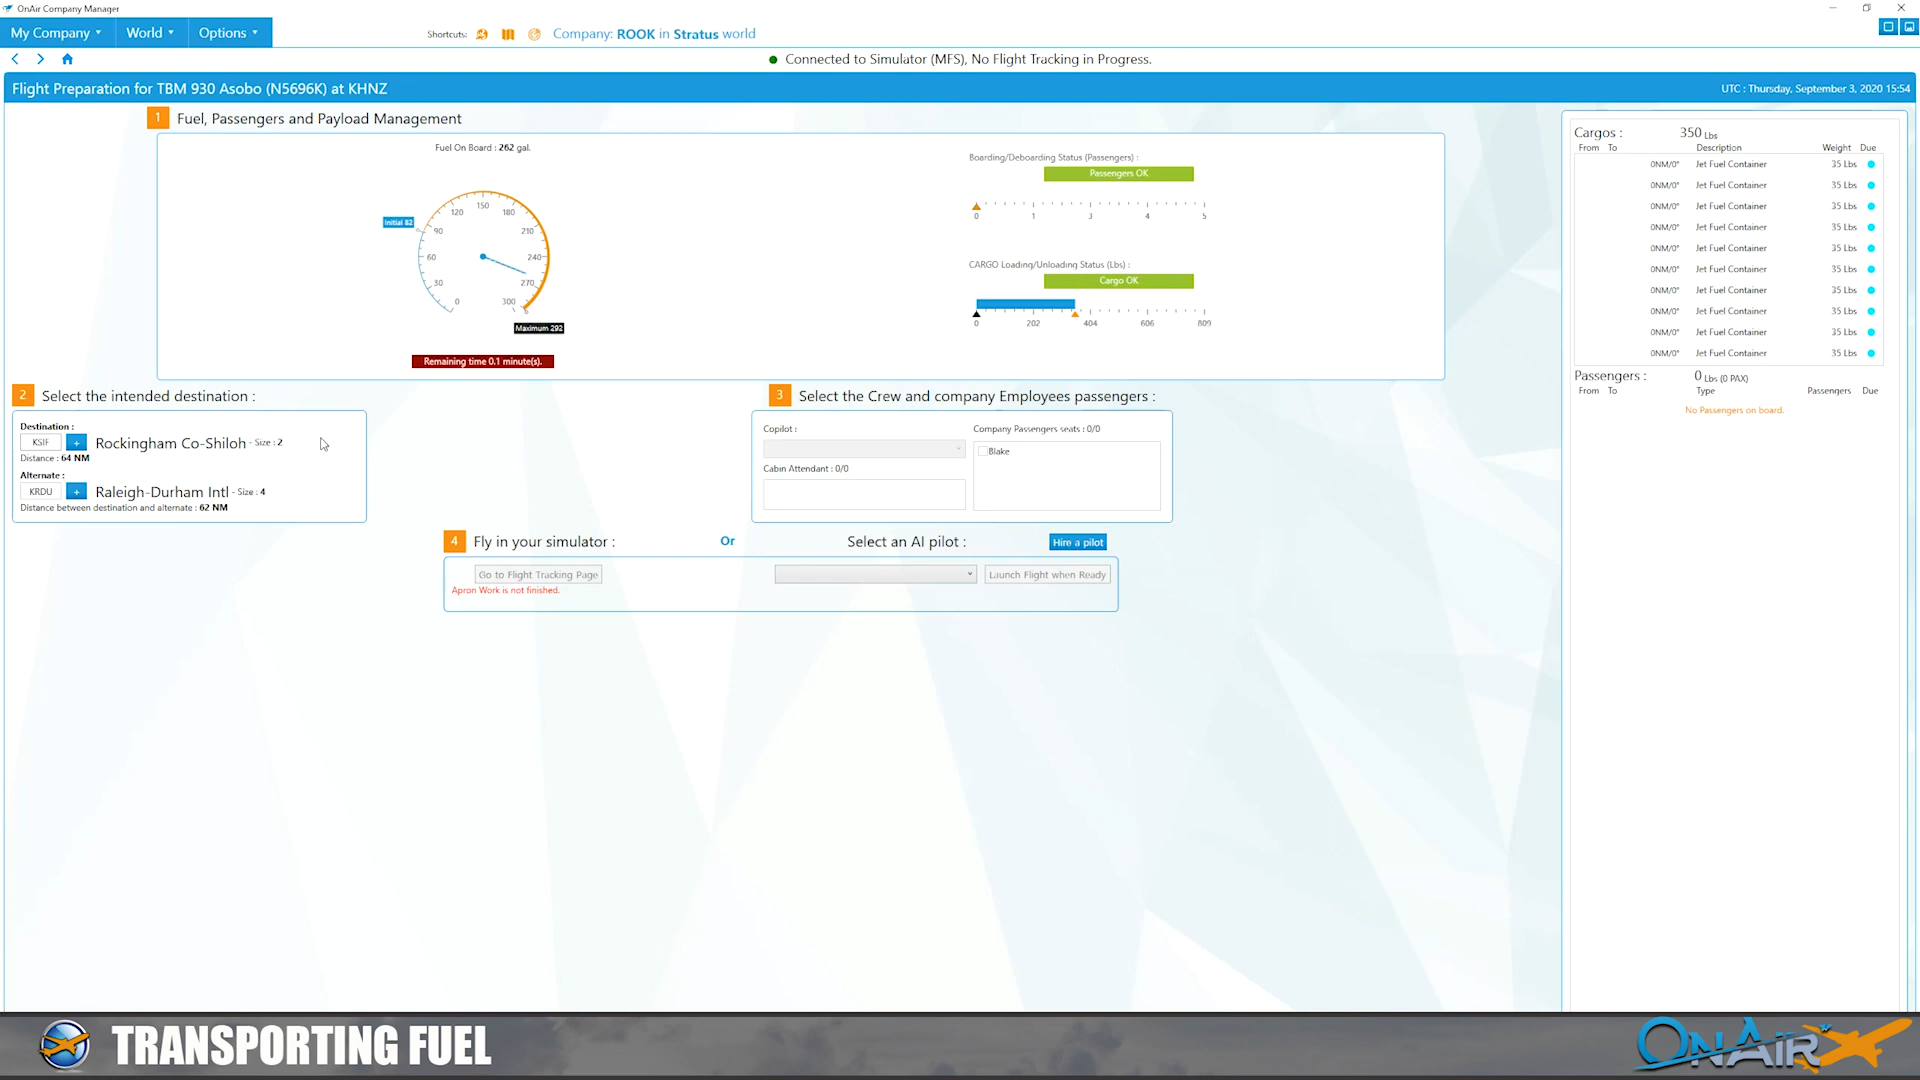 OnAir Company Manager
My Company World Options
Shortcuts: Company: ROOK in Stratus world
Connected to Simulator (MFS), No Flight Tracking in Progress.
Flight Preparation for TBM 930 Asobo (N5696K) at KHNZ
UTC : Thursday, September 3, 2020 15:54
1 Fuel, Passengers and Payload Management
Fuel On Board : 262 gal.
Initial 82
0 30 60 90 120 150 180 210 240 270 300
Maximum 292
Remaining time 0.1 minute(s).
Boarding/Deboarding Status (Passengers) :
Passengers OK
0 1 3 4 5
CARGO Loading/Unloading Status (Lbs) :
Cargo OK
0 202 404 606 809
Cargos : 350 Lbs
From To Description Weight Due
0NM/0° Jet Fuel Container 35 Lbs
0NM/0° Jet Fuel Container 35 Lbs
0NM/0° Jet Fuel Container 35 Lbs
0NM/0° Jet Fuel Container 35 Lbs
0NM/0° Jet Fuel Container 35 Lbs
0NM/0° Jet Fuel Container 35 Lbs
0NM/0° Jet Fuel Container 35 Lbs
0NM/0° Jet Fuel Container 35 Lbs
0NM/0° Jet Fuel Container 35 Lbs
0NM/0° Jet Fuel Container 35 Lbs
Passengers : 0 Lbs (0 PAX)
From To Type Passengers Due
No Passengers on board.
2 Select the intended destination :
Destination :
KSIF + Rockingham Co-Shiloh - Size : 2
Distance : 64 NM
Alternate :
KRDU + Raleigh-Durham Intl - Size : 4
Distance between destination and alternate : 62 NM
3 Select the Crew and company Employees passengers :
Copilot :
Cabin Attendant : 0/0
Company Passengers seats : 0/0
Blake
4 Fly in your simulator : Or Select an AI pilot : Hire a pilot
Go to Flight Tracking Page Launch Flight when Ready
Apron Work is not finished.
TRANSPORTING FUEL
ONAIR